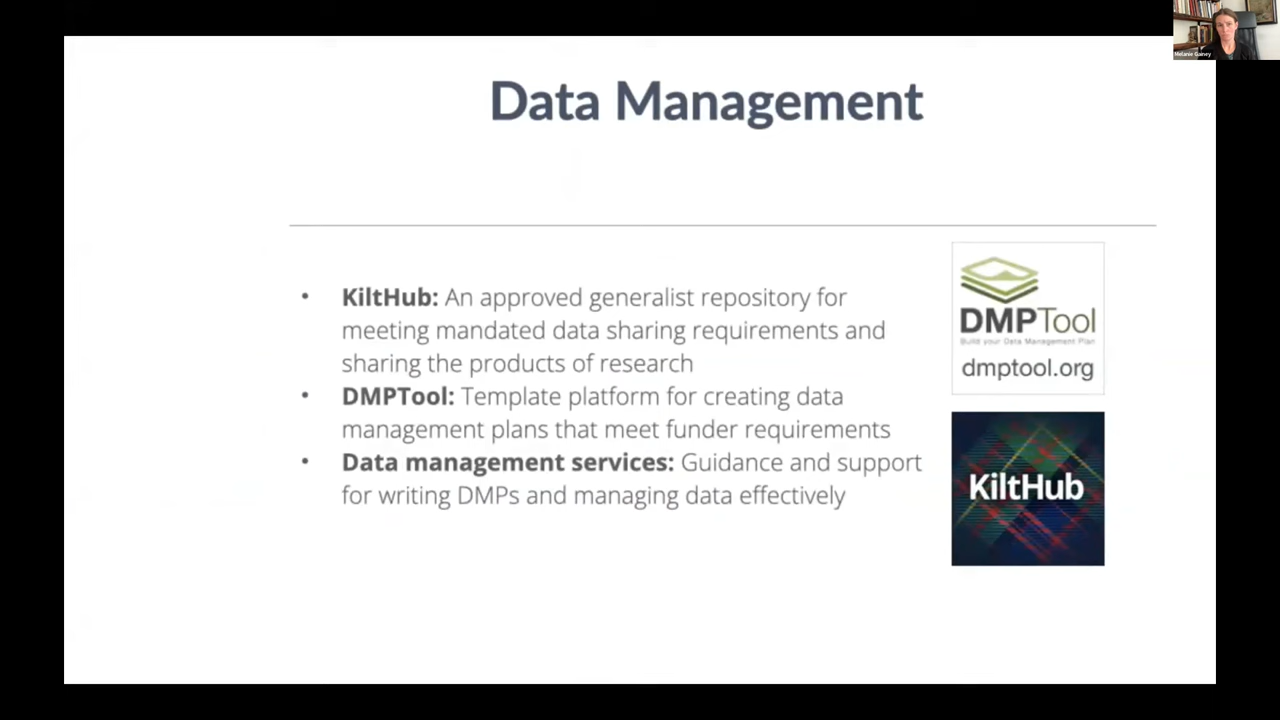 Melanie Gainey
Data Management
• KiltHub: An approved generalist repository for
meeting mandated data sharing requirements and
sharing the products of research
• DMPTool: Template platform for creating data
management plans that meet funder requirements
• Data management services: Guidance and support
for writing DMPs and managing data effectively
DMPTool
Build your Data Management Plan
dmptool.org
KiltHub